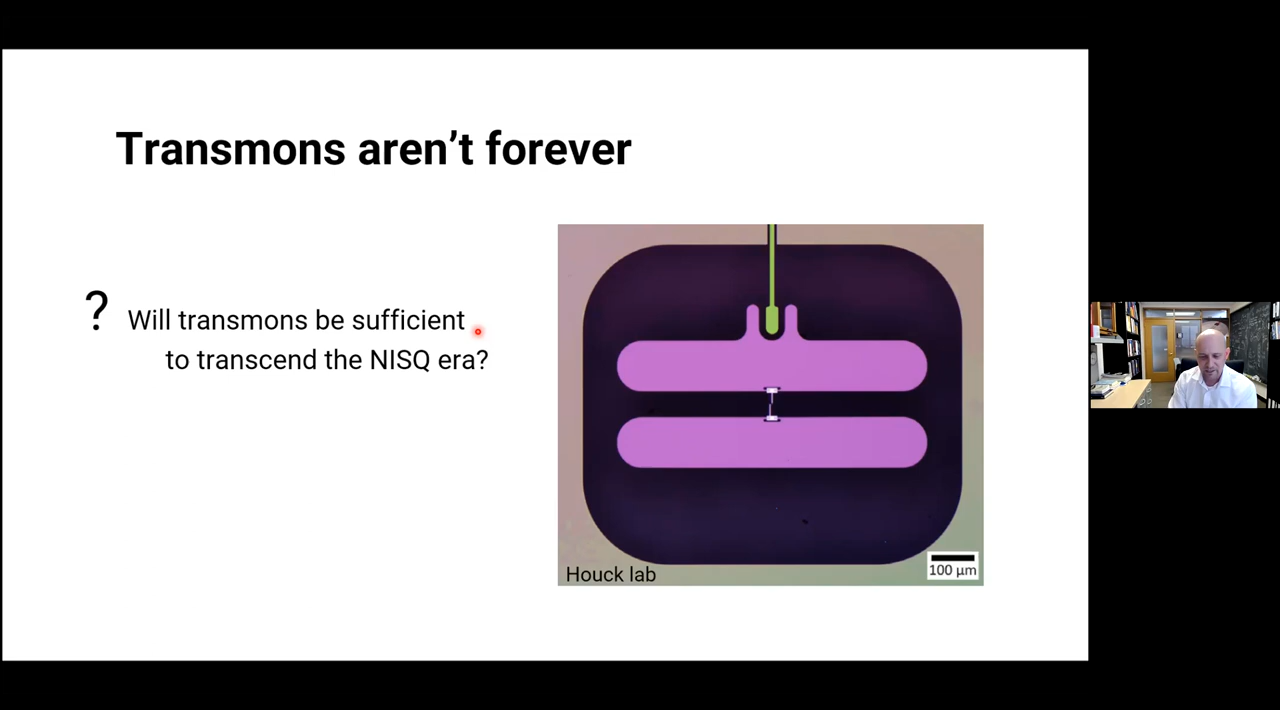 Transmons aren’t forever
? Will transmons be sufficient
to transcend the NISQ era?
Houck lab
100 µm